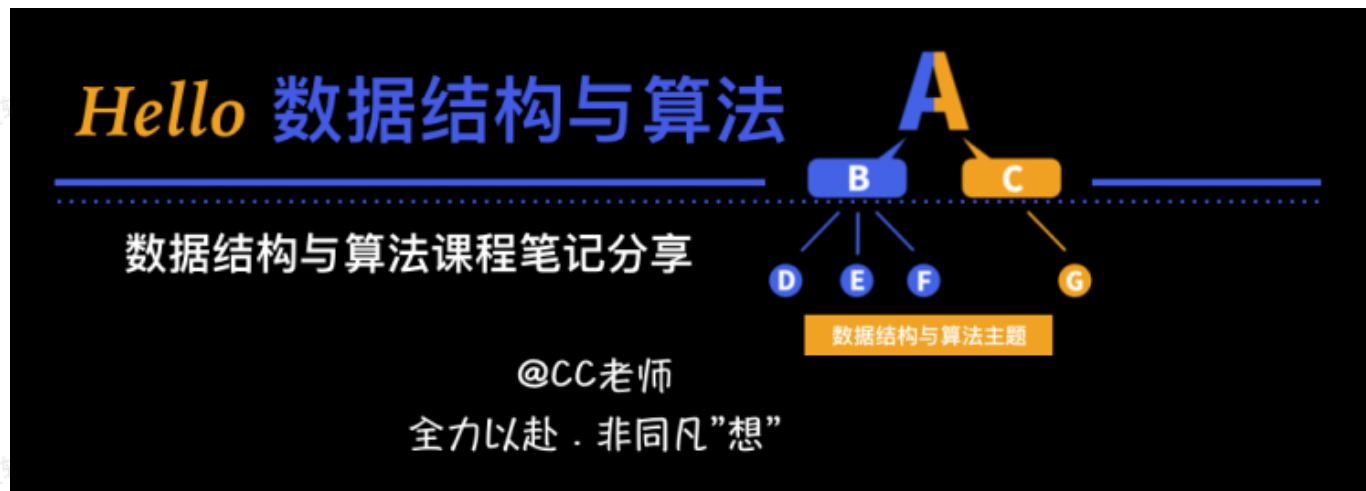 Hello 数据结构与算法
A
B
C
数据结构与算法课程笔记分享
D
E
F
G
数据结构与算法主题
@CC老师
全力以赴 . 非同凡”想”